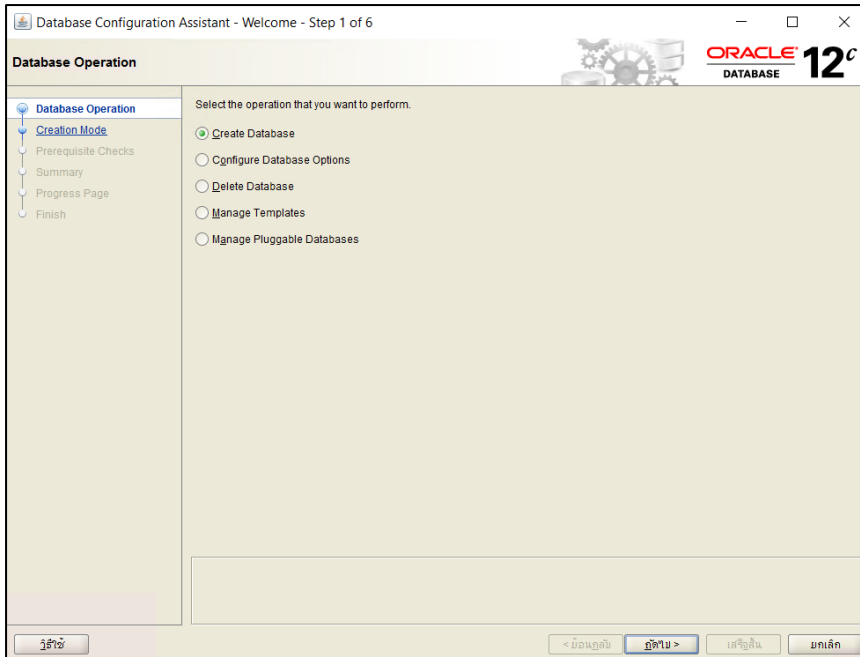 Database Configuration Assistant - Welcome - Step 1 of 6
Database Operation
ORACLE
DATABASE
12c
Database Operation
Creation Mode
Prerequisite Checks
Summary
Progress Page
Finish
Select the operation that you want to perform.
Create Database
Configure Database Options
Delete Database
Manage Templates
Manage Pluggable Databases
วิธีใช้
< ย้อนกลับ
ถัดไป >
เสร็จสิ้น
ยกเลิก